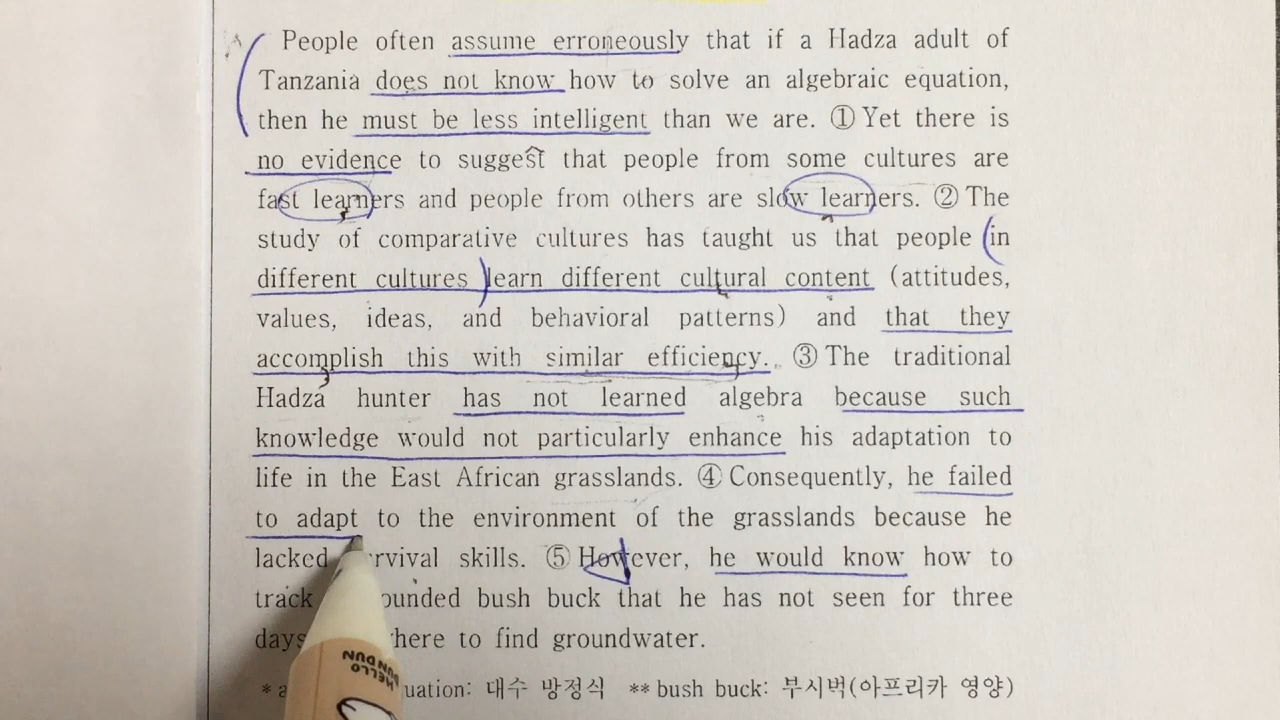 People often assume erroneously that if a Hadza adult of
Tanzania does not know how to solve an algebraic equation,
then he must be less intelligent than we are. ① Yet there is
no evidence to suggest that people from some cultures are
fast learners and people from others are slow learners. ② The
study of comparative cultures has taught us that people in
different cultures learn different cultural content (attitudes,
values, ideas, and behavioral patterns) and that they
accomplish this with similar efficiency. ③ The traditional
Hadza hunter has not learned algebra because such
knowledge would not particularly enhance his adaptation to
life in the East African grasslands. ④ Consequently, he failed
to adapt to the environment of the grasslands because he
lacked skills. ⑤ However, he would know how to
track bush buck that he has not seen for three
days to find groundwater.
* 대수 방정식 ** bush buck: 부시벅(아프리카 영양)
HELLO